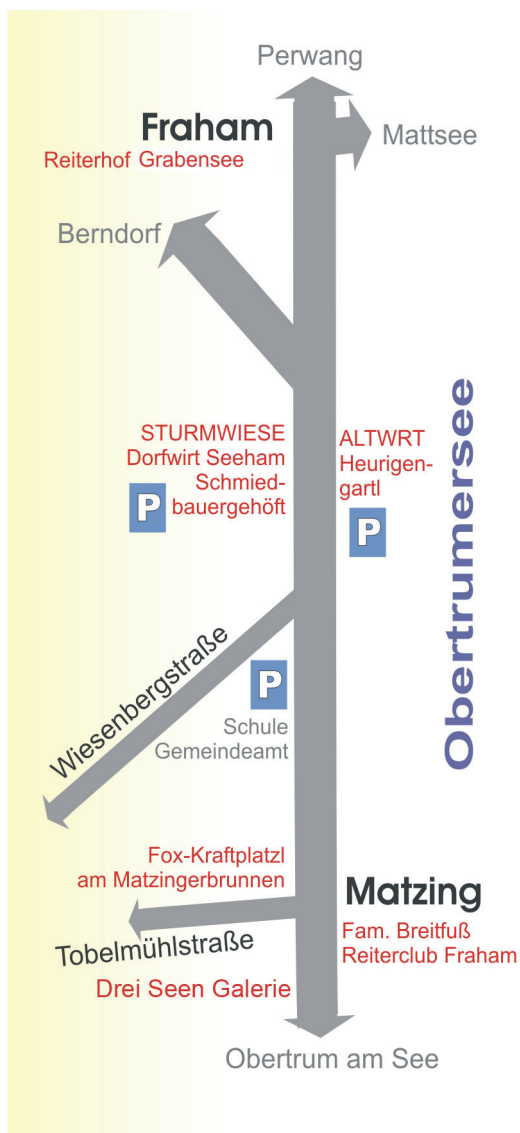 Perwang
Fraham
Mattsee
Reiterhof Grabensee
Berndorf
STURMWIESE
Dorfwirt Seeham
Schmied-
bauergehöft
P
ALTWRT
Heurigen-
gartl
P
Obertrumersee
Wiesenbergstraße
P
Schule
Gemeindeamt
Fox-Kraftplatzl
am Matzingerbrunnen
Matzing
Fam. Breitfuß
Reiterclub Fraham
Tobelmühlstraße
Drei Seen Galerie
Obertrum am See